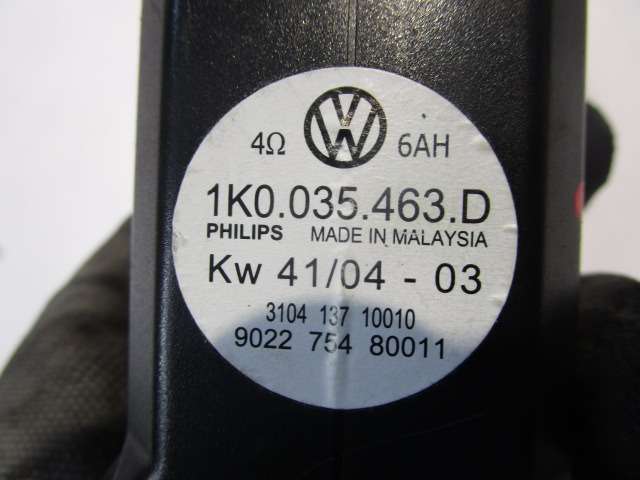 4Ω 6AH
1K0.035.463.D
PHILIPS MADE IN MALAYSIA
Kw 41/04 - 03
3104 137 10010
9022 754 80011